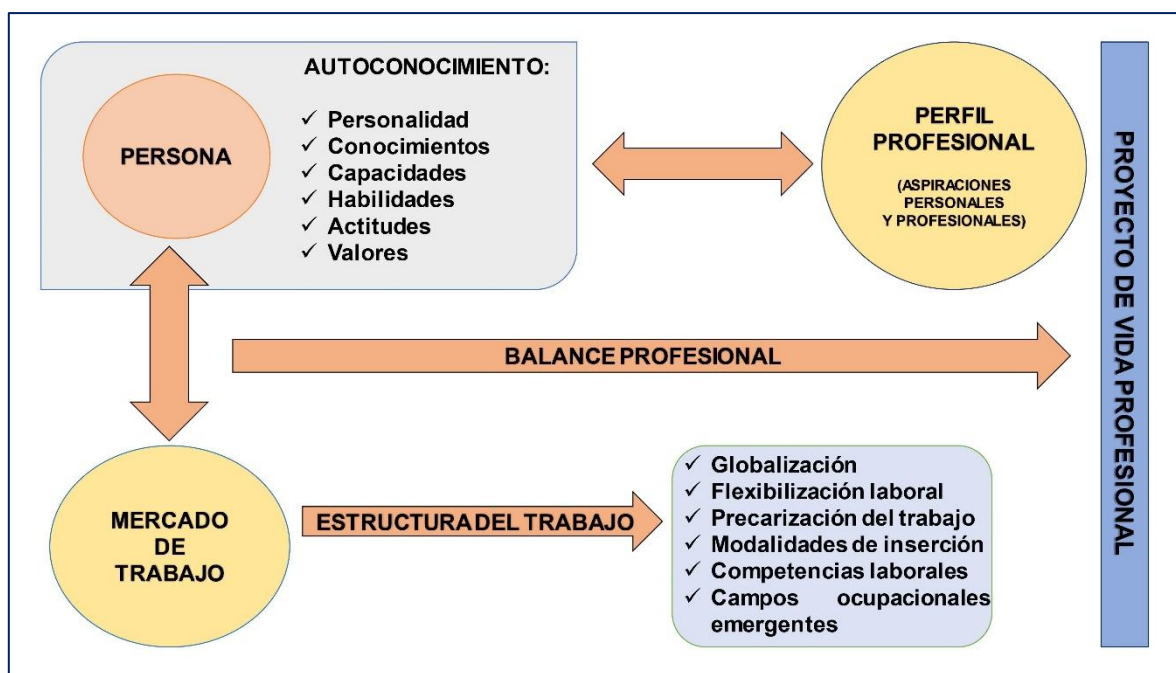 AUTOCONOCIMIENTO:
PERSONA
✓ Personalidad
✓ Conocimientos
✓ Capacidades
✓ Habilidades
✓ Actitudes
✓ Valores
PERFIL
PROFESIONAL
(ASPIRACIONES
PERSONALES
Y PROFESIONALES)
PROYECTO DE VIDA PROFESIONAL
BALANCE PROFESIONAL
MERCADO
DE
TRABAJO
ESTRUCTURA DEL TRABAJO
✓ Globalización
✓ Flexibilización laboral
✓ Precarización del trabajo
✓ Modalidades de inserción
✓ Competencias laborales
✓ Campos ocupacionales
emergentes